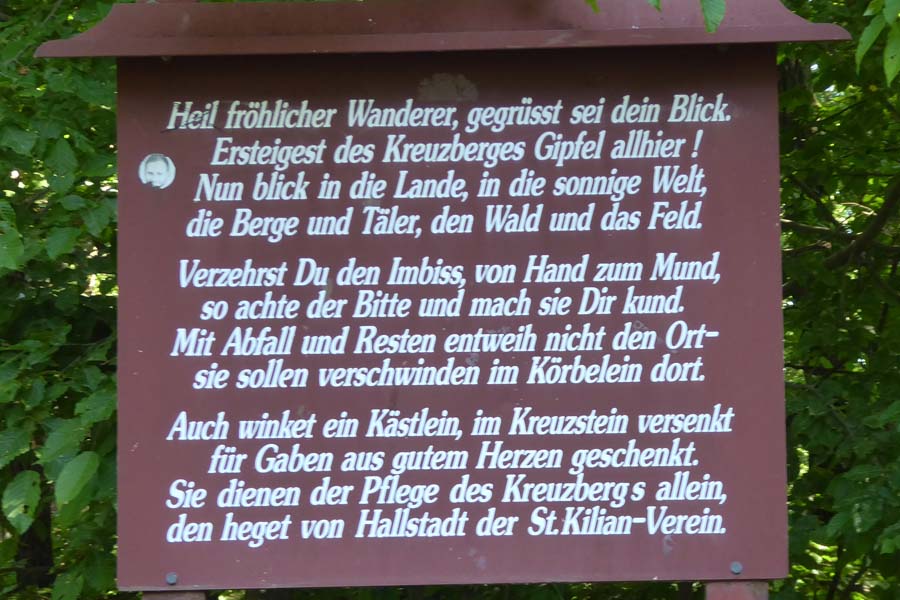 Heil fröhlicher Wanderer, gegrüsst sei dein Blick.
Ersteigest des Kreuzberges Gipfel allhier !
Nun blick in die Lande, in die sonnige Welt,
die Berge und Täler, den Wald und das Feld.
Verzehrst Du den Imbiss, von Hand zum Mund,
so achte der Bitte und mach sie Dir kund.
Mit Abfall und Resten entweih nicht den Ort-
sie sollen verschwinden im Körbelein dort.
Auch winket ein Kästlein, im Kreuzstein versenkt
für Gaben aus gutem Herzen geschenkt.
Sie dienen der Pflege des Kreuzbergs allein,
den heget von Hallstadt der St.Kilian-Verein.